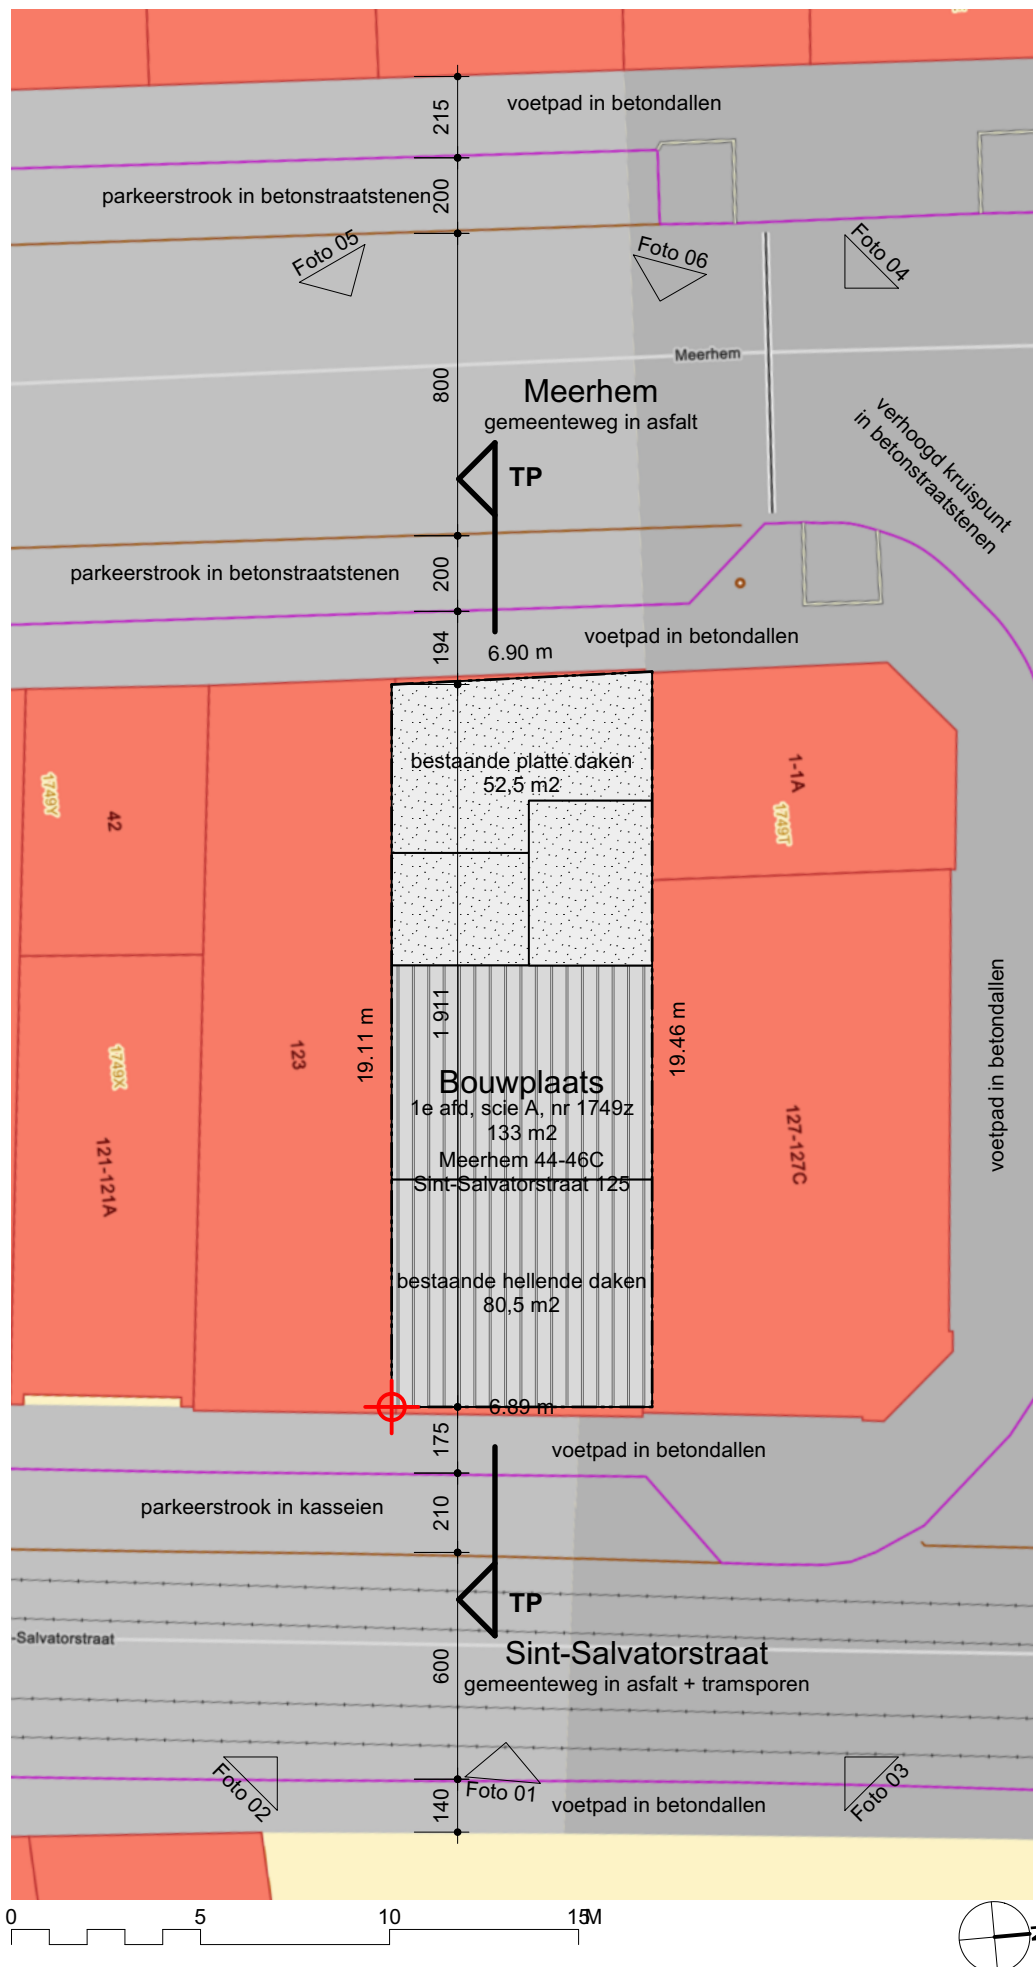 voetpad in betondallen
215
parkeerstrook in betonstraatstenen
200
Foto 05
Foto 06
Foto 04
Meerhem
800
Meerhem
gemeenteweg in asfalt
verhoogd kruispunt
in betonstraatstenen
TP
parkeerstrook in betonstraatstenen
200
voetpad in betondallen
194
6.90 m
bestaande platte daken
52,5 m2
1749Y
42
1-1A
1749T
voetpad in betondallen
19.11 m
1 911
19.46 m
123
1749X
121-121A
Bouwplaats
1e afd, scie A, nr 1749z
133 m2
Meerhem 44-46C
Sint-Salvatorstraat 125
127-127C
bestaande hellende daken
80,5 m2
6.89 m
175
voetpad in betondallen
parkeerstrook in kasseien
210
TP
-Salvatorstraat
Sint-Salvatorstraat
gemeenteweg in asfalt + tramsporen
600
Foto 02
Foto 01
Foto 03
140
voetpad in betondallen
0 5 10 15M